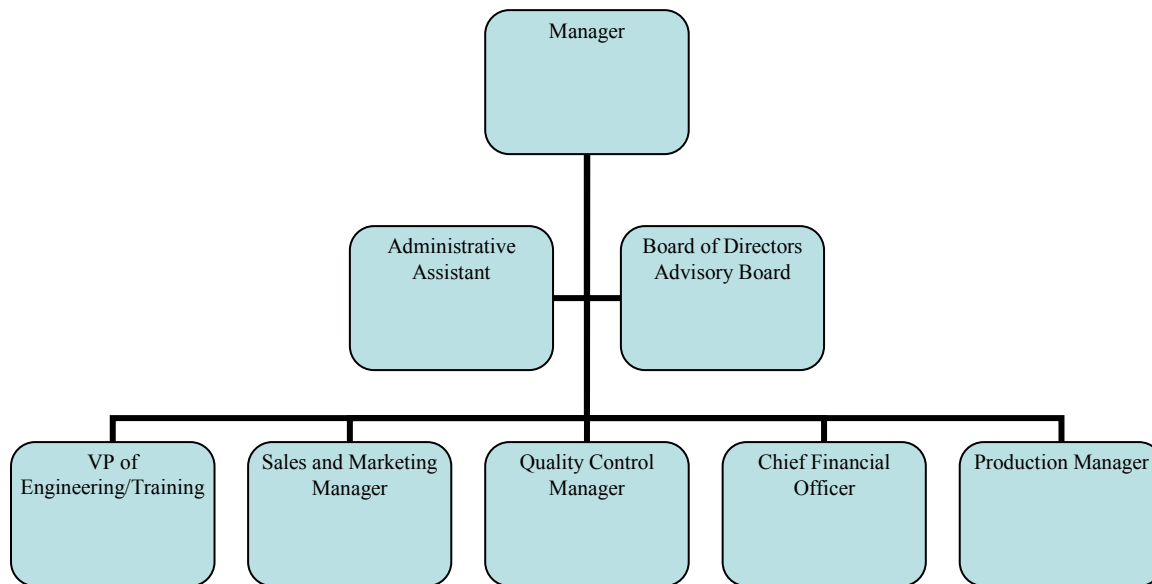 Manager
Administrative
Assistant
Board of Directors
Advisory Board
VP of
Engineering/Training
Sales and Marketing
Manager
Quality Control
Manager
Chief Financial
Officer
Production Manager